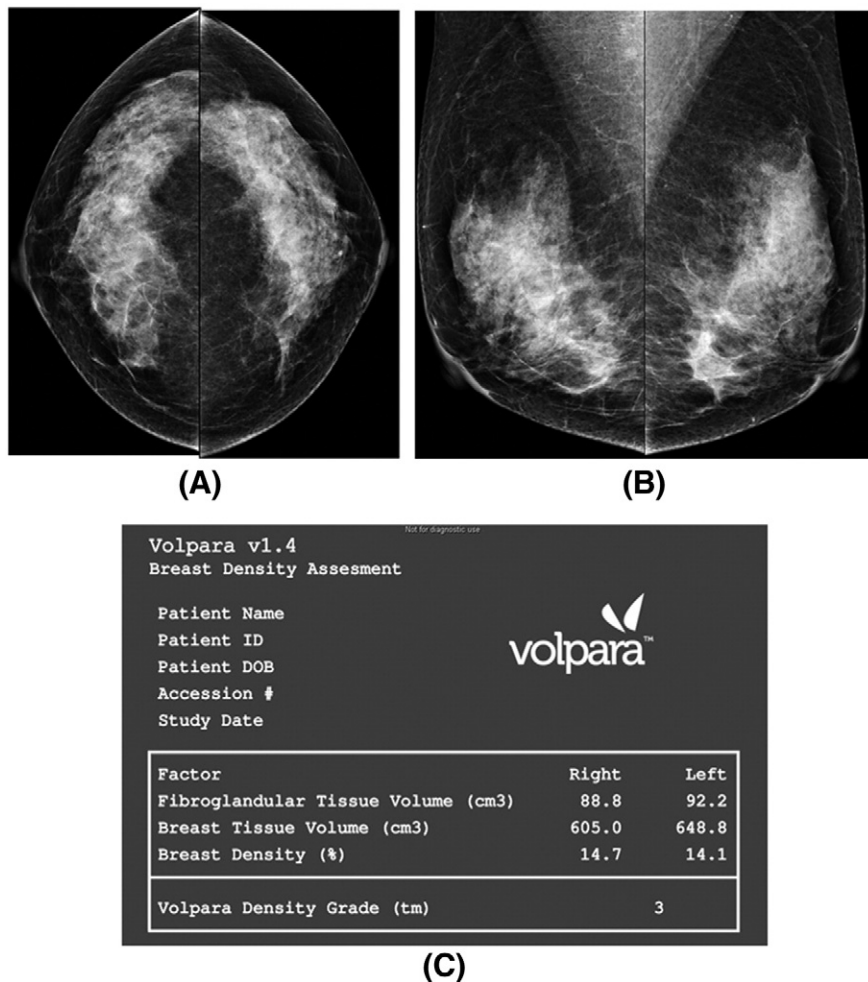 (A)
(B)
Not for diagnostic use
Volpara v1.4
Breast Density Assesment
Patient Name
Patient ID
Patient DOB
Accession #
Study Date
volpara™
Factor Right Left
Fibroglandular Tissue Volume (cm3) 88.8 92.2
Breast Tissue Volume (cm3) 605.0 648.8
Breast Density (%) 14.7 14.1
Volpara Density Grade (tm) 3
(C)